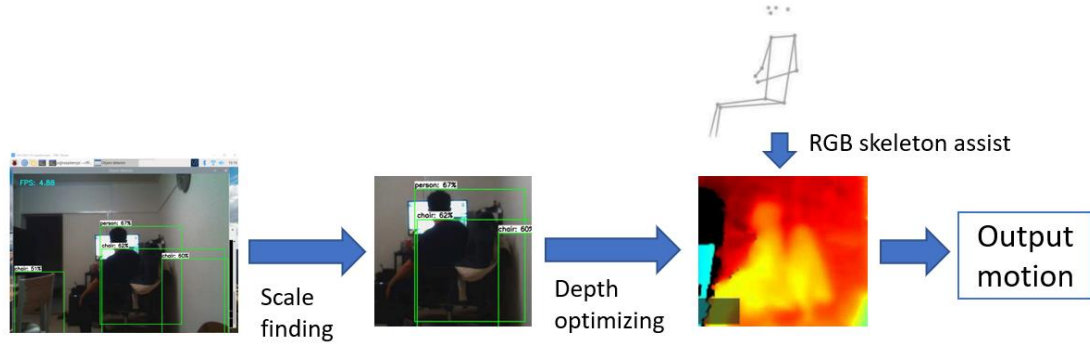 RGB skeleton assist
FPS: 4.88
person: 67%
chair: 62%
chair: 60%
chair: 51%
person: 67%
chair: 62%
chair: 60%
Scale
finding
Depth
optimizing
Output
motion